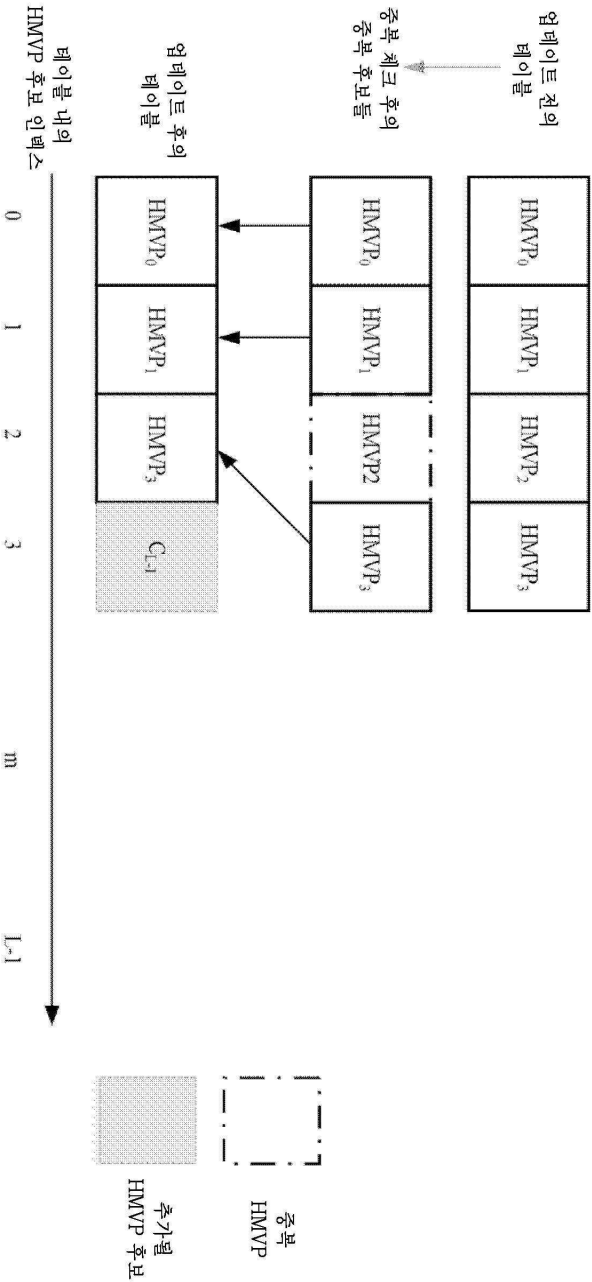 업데이트 전의
테이블
HMVP₀ HMVP₁ HMVP₂ HMVP₃
중복 체크 후의
중복 후보들
HMVP₀ HMVP₁ HMVP2 HMVP₃
업데이트 후의
테이블
HMVP₀ HMVP₁ HMVP₃ C_L-1
테이블 내의
HMVP 후보 인덱스
0 1 2 3 m L-1
중복
HMVP
추가될
HMVP 후보